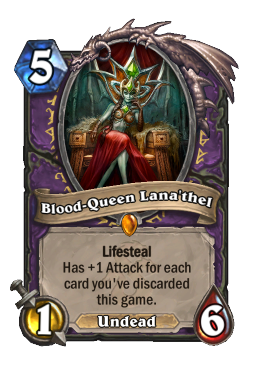 5
Blood-Queen Lana'thel
Lifesteal
Has +1 Attack for each
card you've discarded
this game.
1
Undead
6